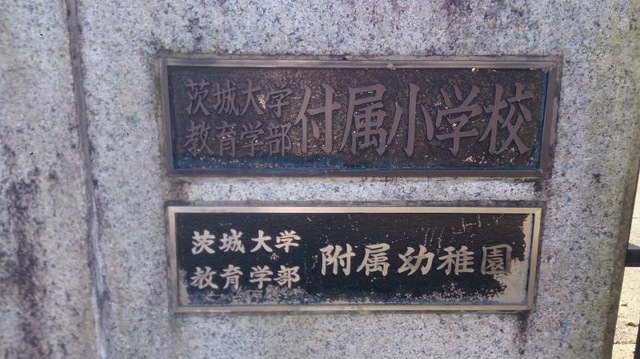 茨城大学
教育学部
付属小学校
茨城大学
教育学部
附属幼稚園